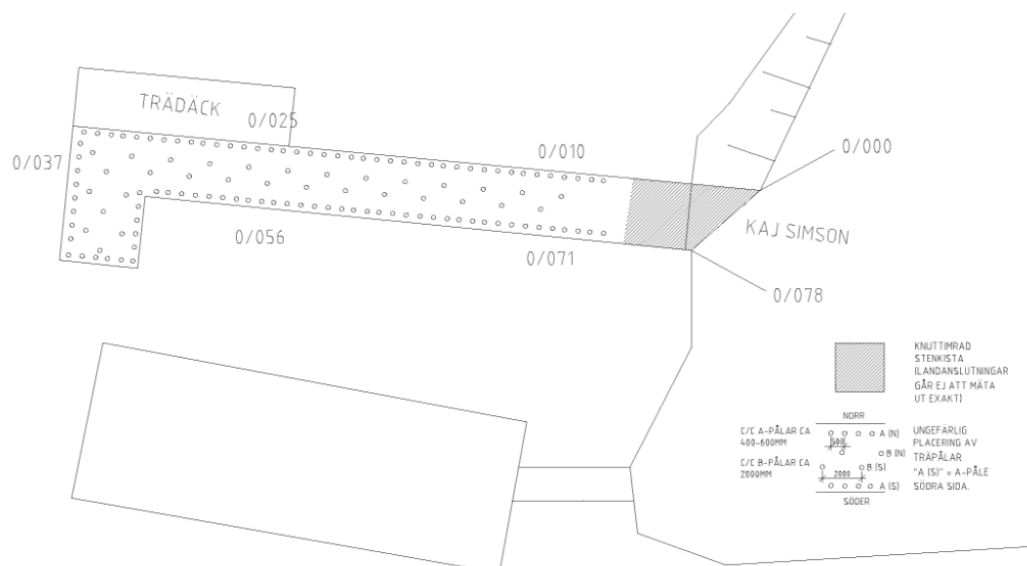 TRÄDÄCK
0/025
0/037
0/010
0/000
0/056
0/071
KAJ SIMSON
0/078
KNUTTIMRAD
STENKISTA
(LANDANSLUTNINGAR
GÅR EJ ATT MÄTA
UT EXAKT)
NORR
C/C A-PÅLAR CA
400-600MM
500
A (N)
B (N)
C/C B-PÅLAR CA
2000MM
B (S)
2000
A (S)
SÖDER
UNGEFÄRLIG
PLACERING AV
TRÄPÅLAR
"A (S)" = A-PÅLE
SÖDRA SIDA.